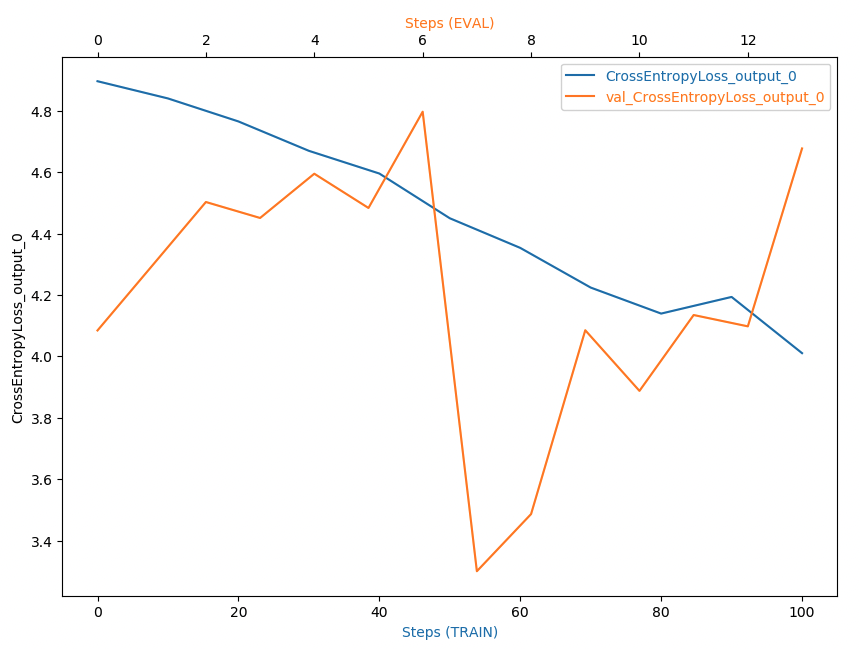 Steps (EVAL)
0 2 4 6 8 10 12
CrossEntropyLoss_output_0
val_CrossEntropyLoss_output_0
CrossEntropyLoss_output_0
4.8
4.6
4.4
4.2
4.0
3.8
3.6
3.4
0 20 40 60 80 100
Steps (TRAIN)